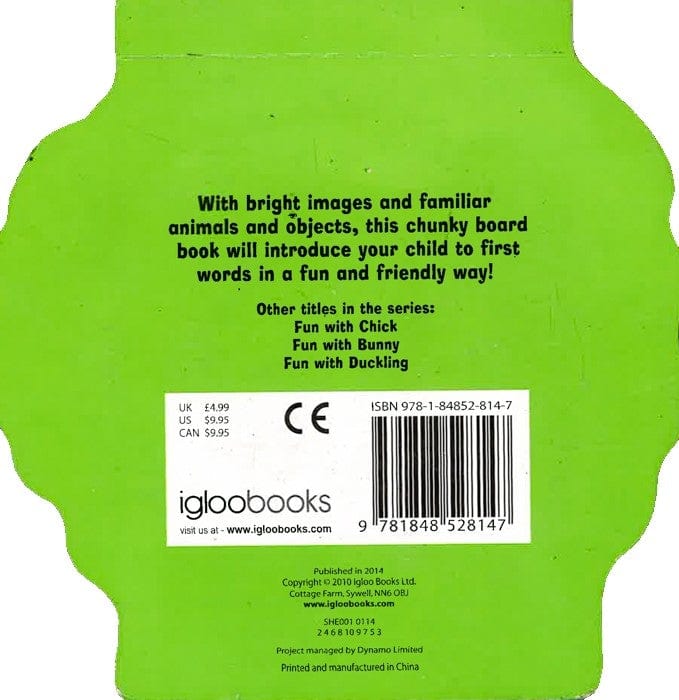 With bright images and familiar
animals and objects, this chunky board
book will introduce your child to first
words in a fun and friendly way!
Other titles in the series:
Fun with Chick
Fun with Bunny
Fun with Duckling
UK £4.99
US $9.95
CAN $9.95
CE
ISBN 978-1-84852-814-7
igloobooks
visit us at - www.igloobooks.com
9 781848 528147
Published in 2014
Copyright © 2010 Igloo Books Ltd.
Cottage Farm, Sywell, NN6 OBJ
www.igloobooks.com
SHE001 0114
2 4 6 8 10 9 7 5 3
Project managed by Dynamo Limited
Printed and manufactured in China